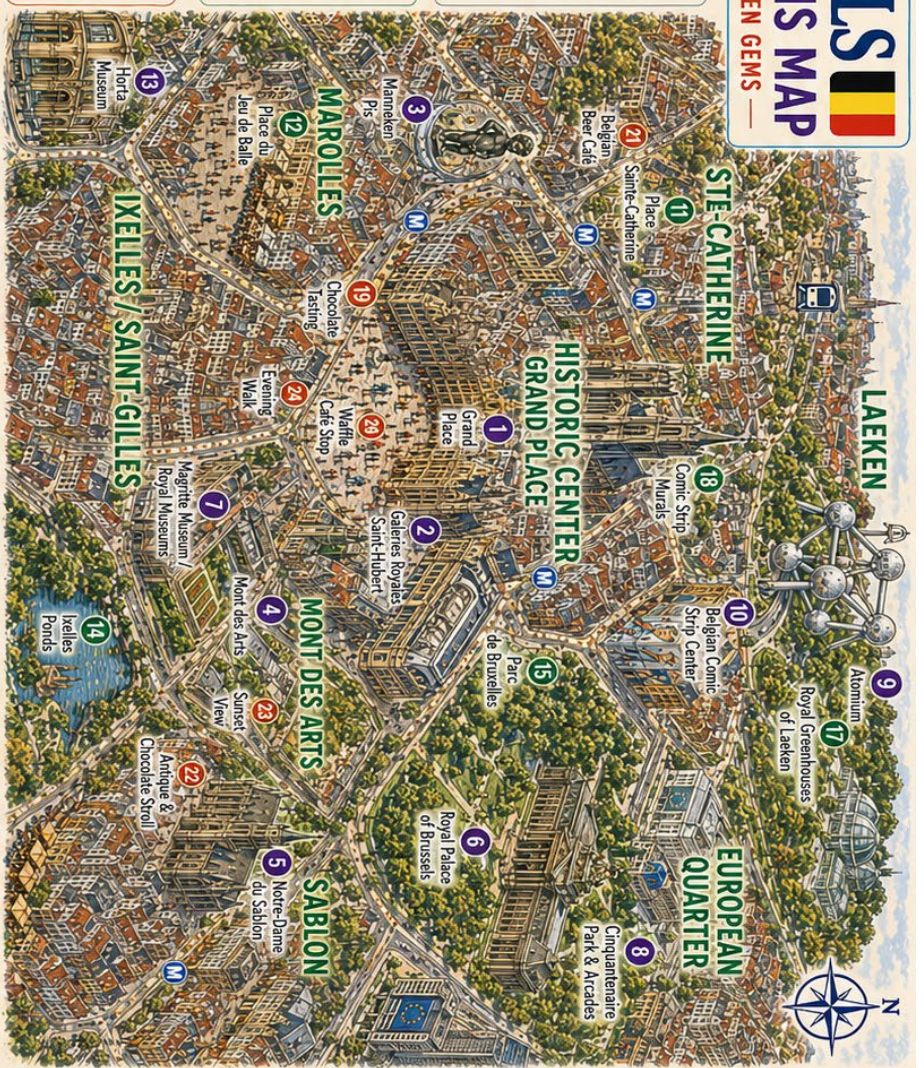 LS
IS MAP
EN GEMS —
N
LAEKEN
9
Atomium
17
Royal Greenhouses
of Laeken
STE-CATHERINE
10
Belgian Comic
Strip Center
EUROPEAN
QUARTER
21
Belgian
Beer Café
11
Place
Sainte-Catherine
M
M
18
Comic Strip
Murals
8
Cinquantenaire
Park & Arcades
HISTORIC CENTER
GRAND PLACE
M
15
Parc
de Bruxelles
3
Manneken
Pis
M
1
Grand
Place
2
Galeries Royales
Saint-Hubert
6
Royal Palace
of Brussels
MAROLLES
19
Chocolate
Tasting
Waffle
Café Stop
12
Place du
Jeu de Balle
24
Evening
Walk
MONT DES ARTS
4
Mont des Arts
23
Sunset
View
SABLON
5
Notre-Dame
du Sablon
7
Magritte Museum /
Royal Museums
22
Antique &
Chocolate Stroll
M
13
Horta
Museum
IXELLES / SAINT-GILLES
14
Ixelles
Ponds